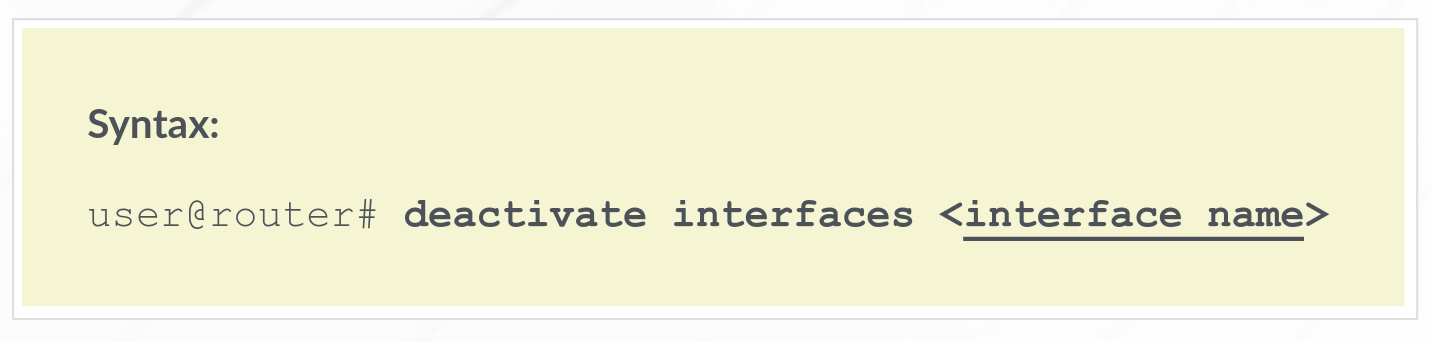 Syntax:
user@router# deactivate interfaces <interface name>